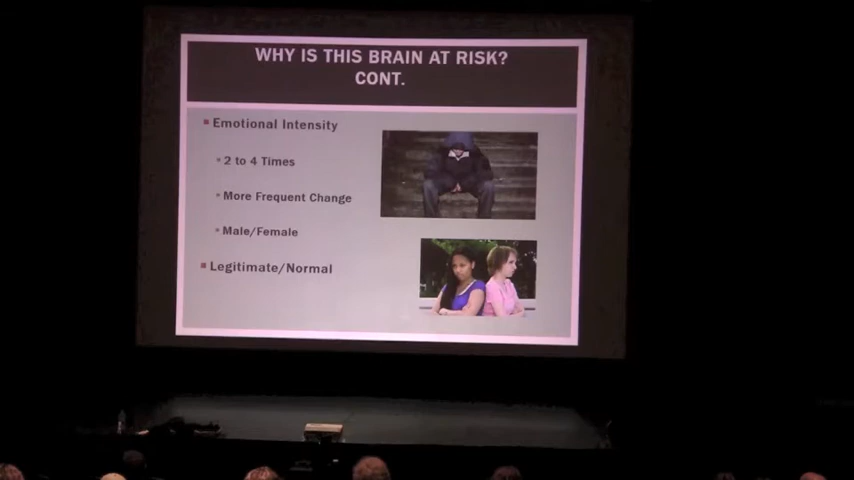 WHY IS THIS BRAIN AT RISK?
CONT.
Emotional Intensity
2 to 4 Times
More Frequent Change
Male/Female
Legitimate/Normal